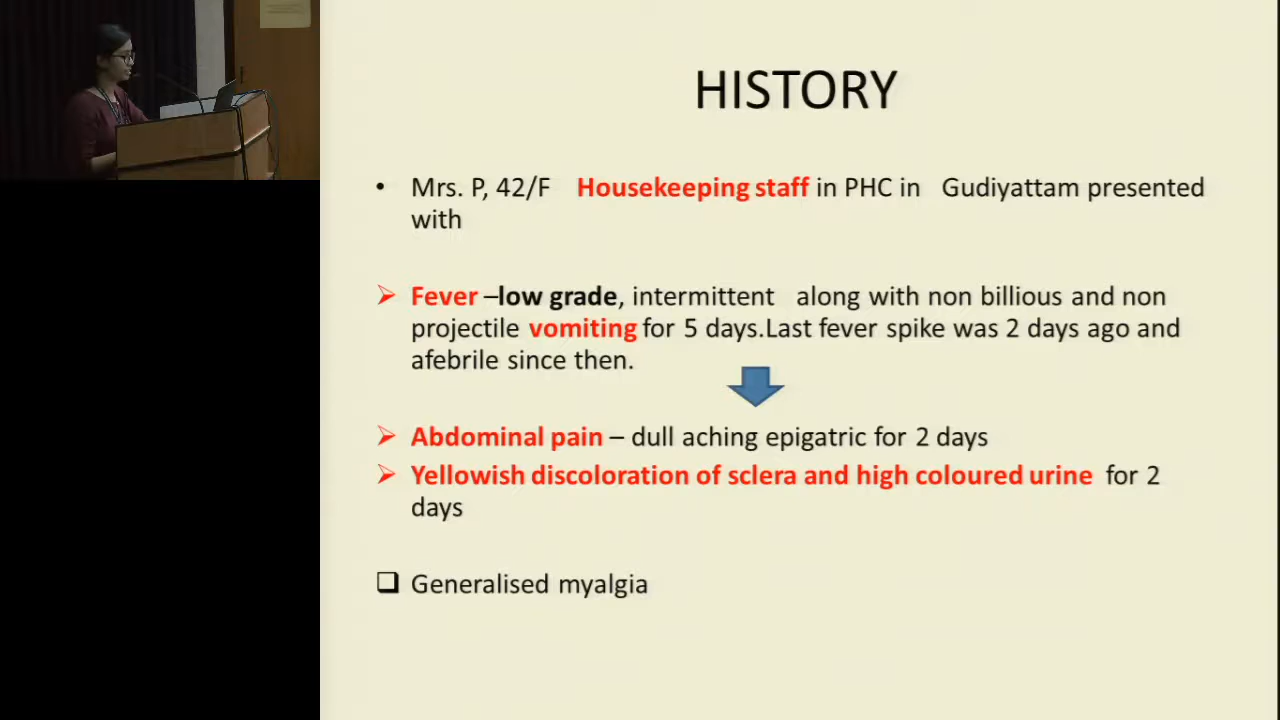 HISTORY
• Mrs. P, 42/F Housekeeping staff in PHC in Gudiyattam presented
with
➢ Fever –low grade, intermittent along with non billious and non
projectile vomiting for 5 days.Last fever spike was 2 days ago and
afebrile since then.
➢ Abdominal pain – dull aching epigatric for 2 days
➢ Yellowish discoloration of sclera and high coloured urine for 2
days
❑ Generalised myalgia